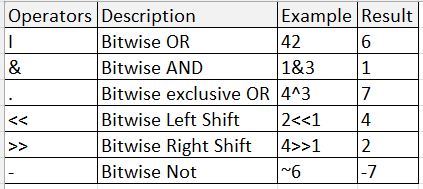 Operators Description Example Result
| Bitwise OR 42 6
& Bitwise AND 1&3 1
. Bitwise exclusive OR 4^3 7
<< Bitwise Left Shift 2<<1 4
>> Bitwise Right Shift 4>>1 2
- Bitwise Not ~6 -7